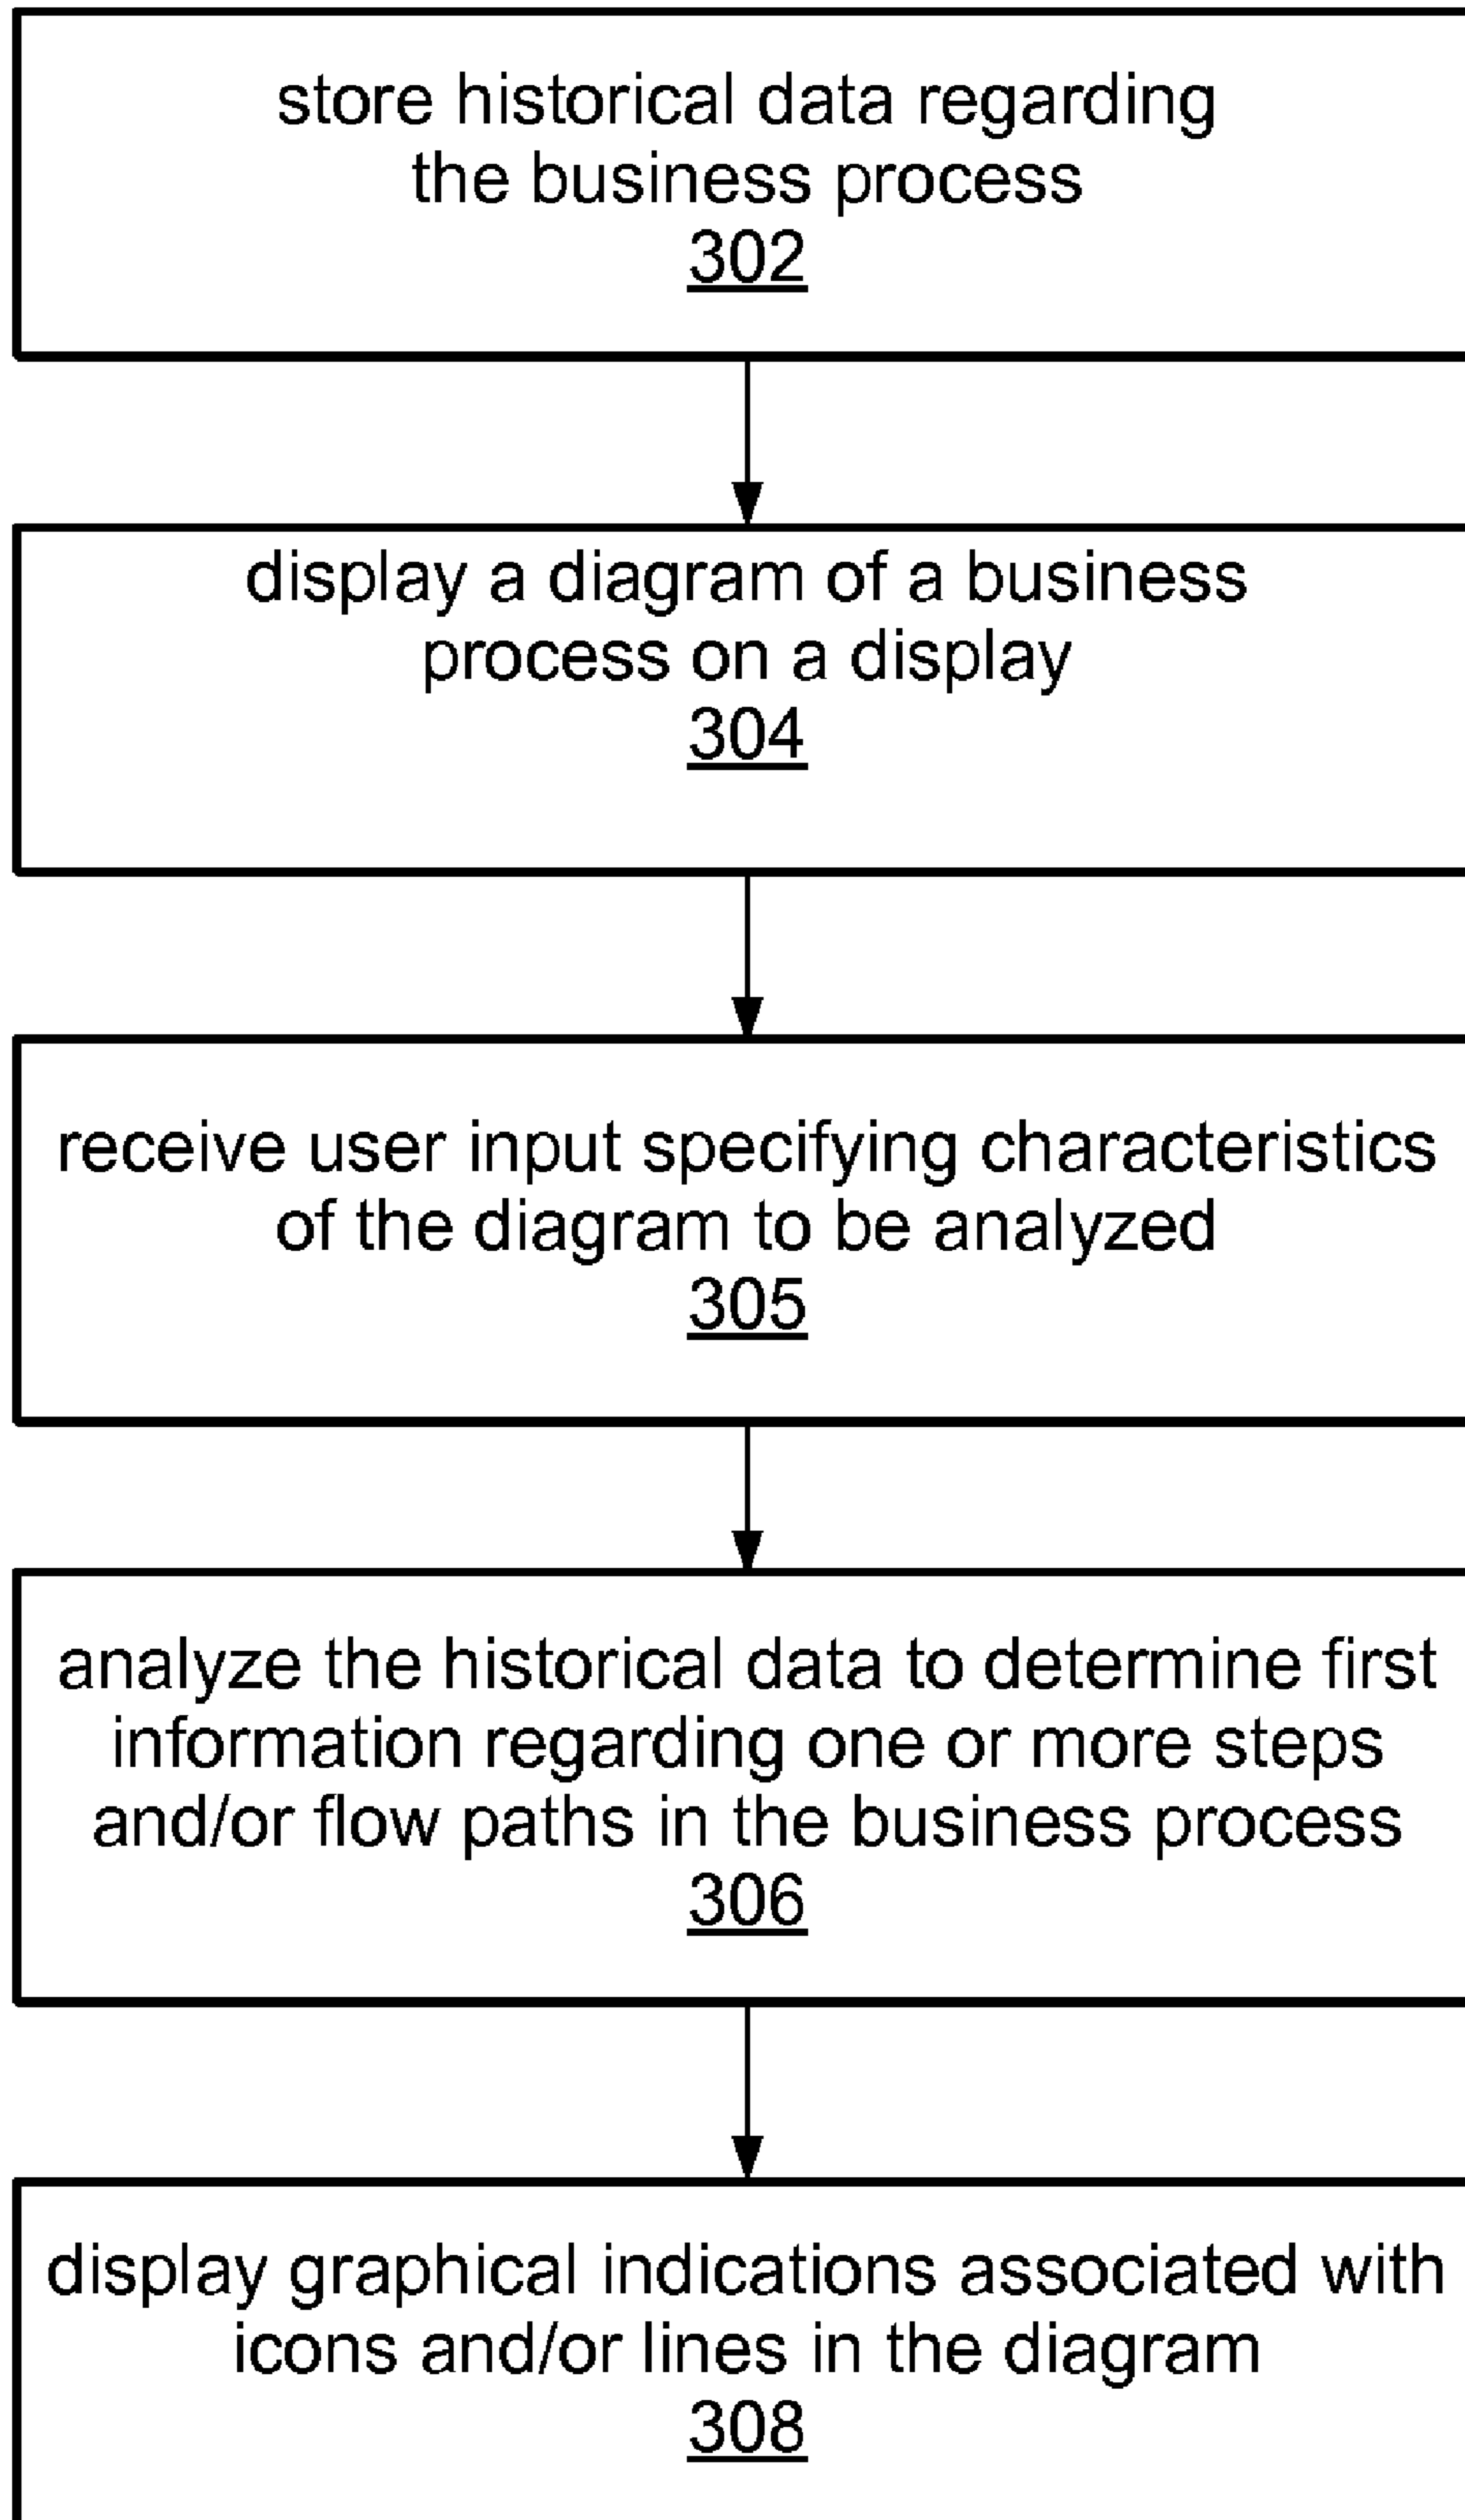 store historical data regarding
the business process
302
display a diagram of a business
process on a display
304
receive user input specifying characteristics
of the diagram to be analyzed
305
analyze the historical data to determine first
information regarding one or more steps
and/or flow paths in the business process
306
display graphical indications associated with
icons and/or lines in the diagram
308